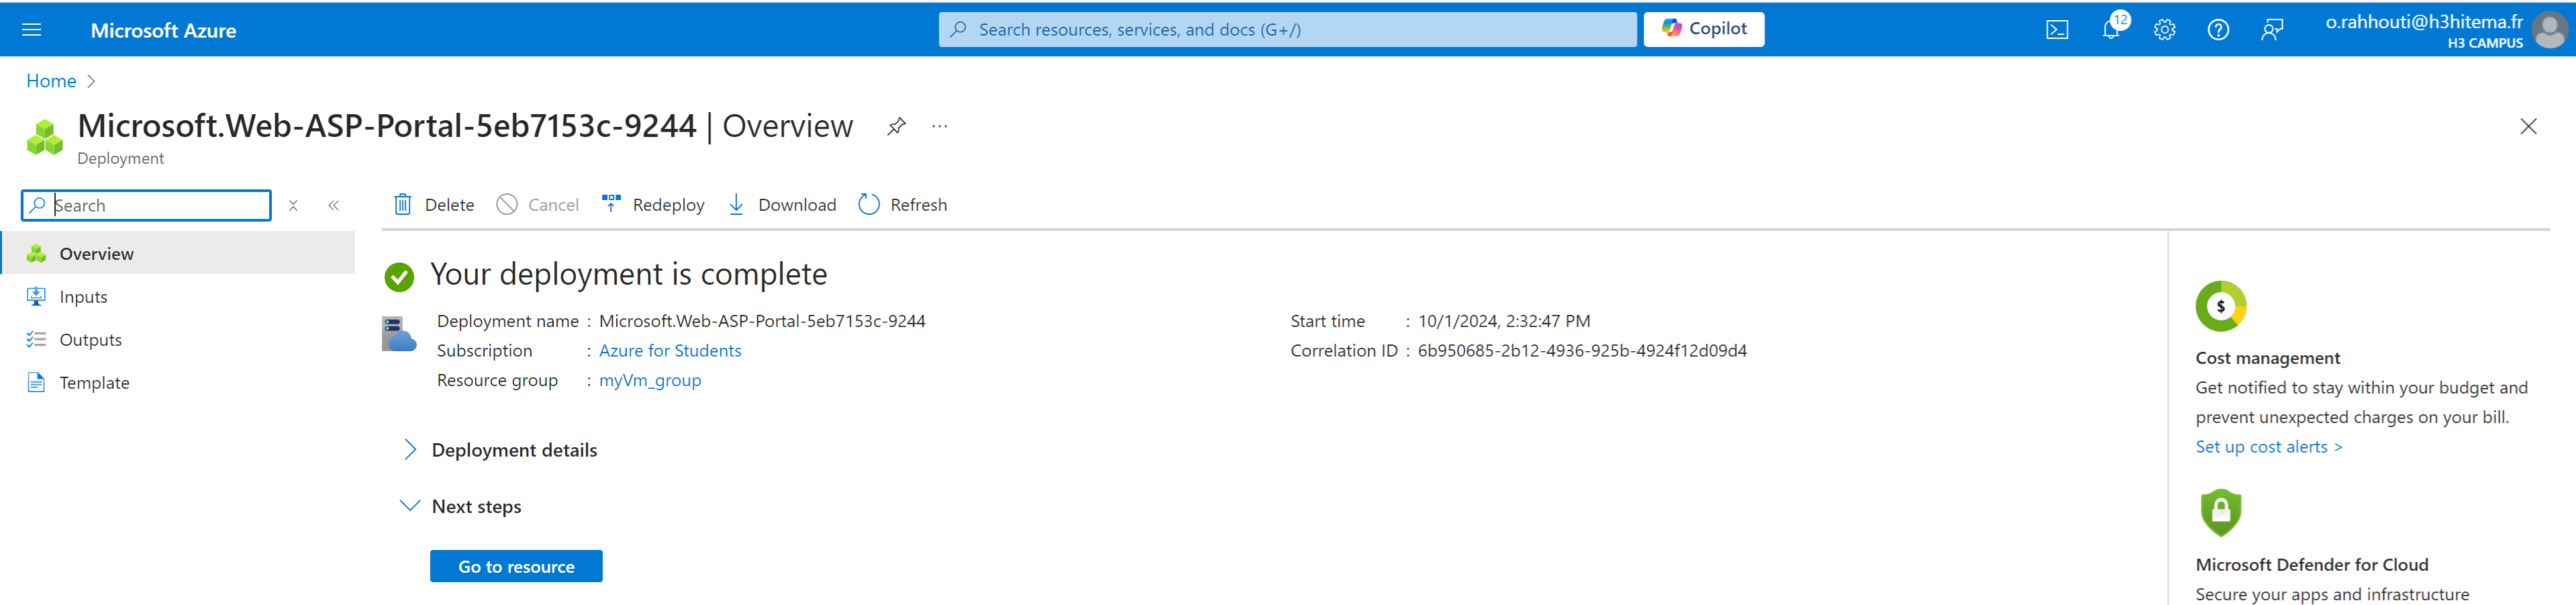 Microsoft Azure
Search resources, services, and docs (G+/)
Copilot
12
o.rahhouti@h3hitema.fr
H3 CAMPUS
Home
Microsoft.Web-ASP-Portal-5eb7153c-9244 | Overview
Deployment
Search
Overview
Inputs
Outputs
Template
Delete
Cancel
Redeploy
Download
Refresh
Your deployment is complete
Deployment name : Microsoft.Web-ASP-Portal-5eb7153c-9244
Subscription : Azure for Students
Resource group : myVm_group
Start time : 10/1/2024, 2:32:47 PM
Correlation ID : 6b950685-2b12-4936-925b-4924f12d09d4
Deployment details
Next steps
Go to resource
$
Cost management
Get notified to stay within your budget and
prevent unexpected charges on your bill.
Set up cost alerts >
Microsoft Defender for Cloud
Secure your apps and infrastructure